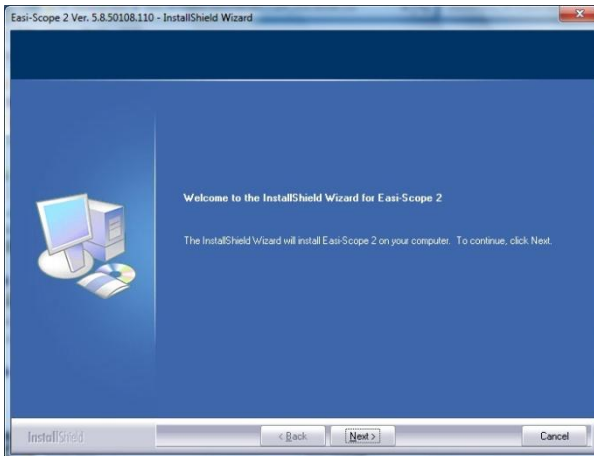 Easi-Scope 2 Ver. 5.8.50108.110 - InstallShield Wizard
Welcome to the InstallShield Wizard for Easi-Scope 2
The InstallShield Wizard will install Easi-Scope 2 on your computer. To continue, click Next.
InstallShield
< Back
Next >
Cancel